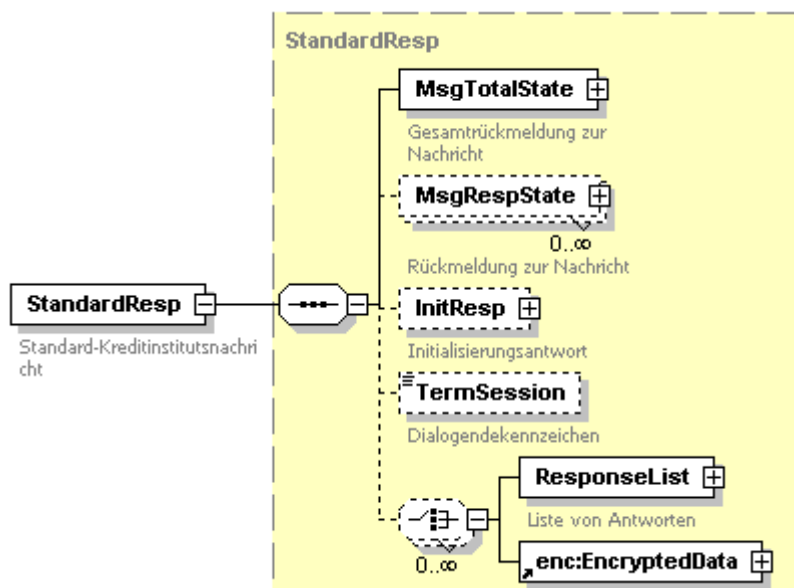 StandardResp
MsgTotalState
Gesamtrückmeldung zur
Nachricht
MsgRespState
0..∞
Rückmeldung zur Nachricht
StandardResp
Standard-Kreditinstitutsnachri
cht
InitResp
Initialisierungsantwort
TermSession
Dialogendekennzeichen
ResponseList
Liste von Antworten
enc:EncryptedData
0..∞